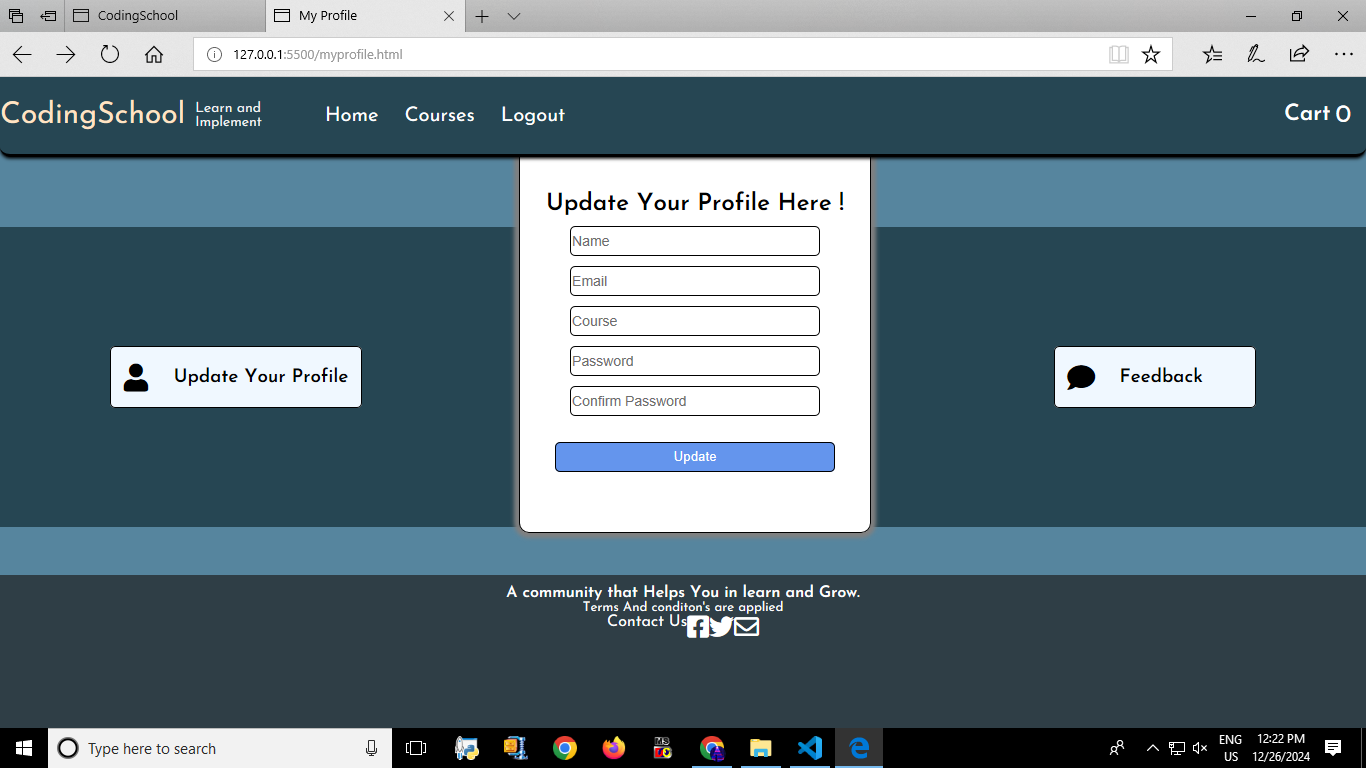 CodingSchool
My Profile
127.0.0.1:5500/myprofile.html
CodingSchool
Learn and
Implement
Home
Courses
Logout
Cart 0
Update Your Profile Here !
Name
Email
Course
Password
Confirm Password
Update
Update Your Profile
Feedback
A community that Helps You in learn and Grow.
Terms And conditon's are applied
Contact Us
Type here to search
ENG
US
12:22 PM
12/26/2024